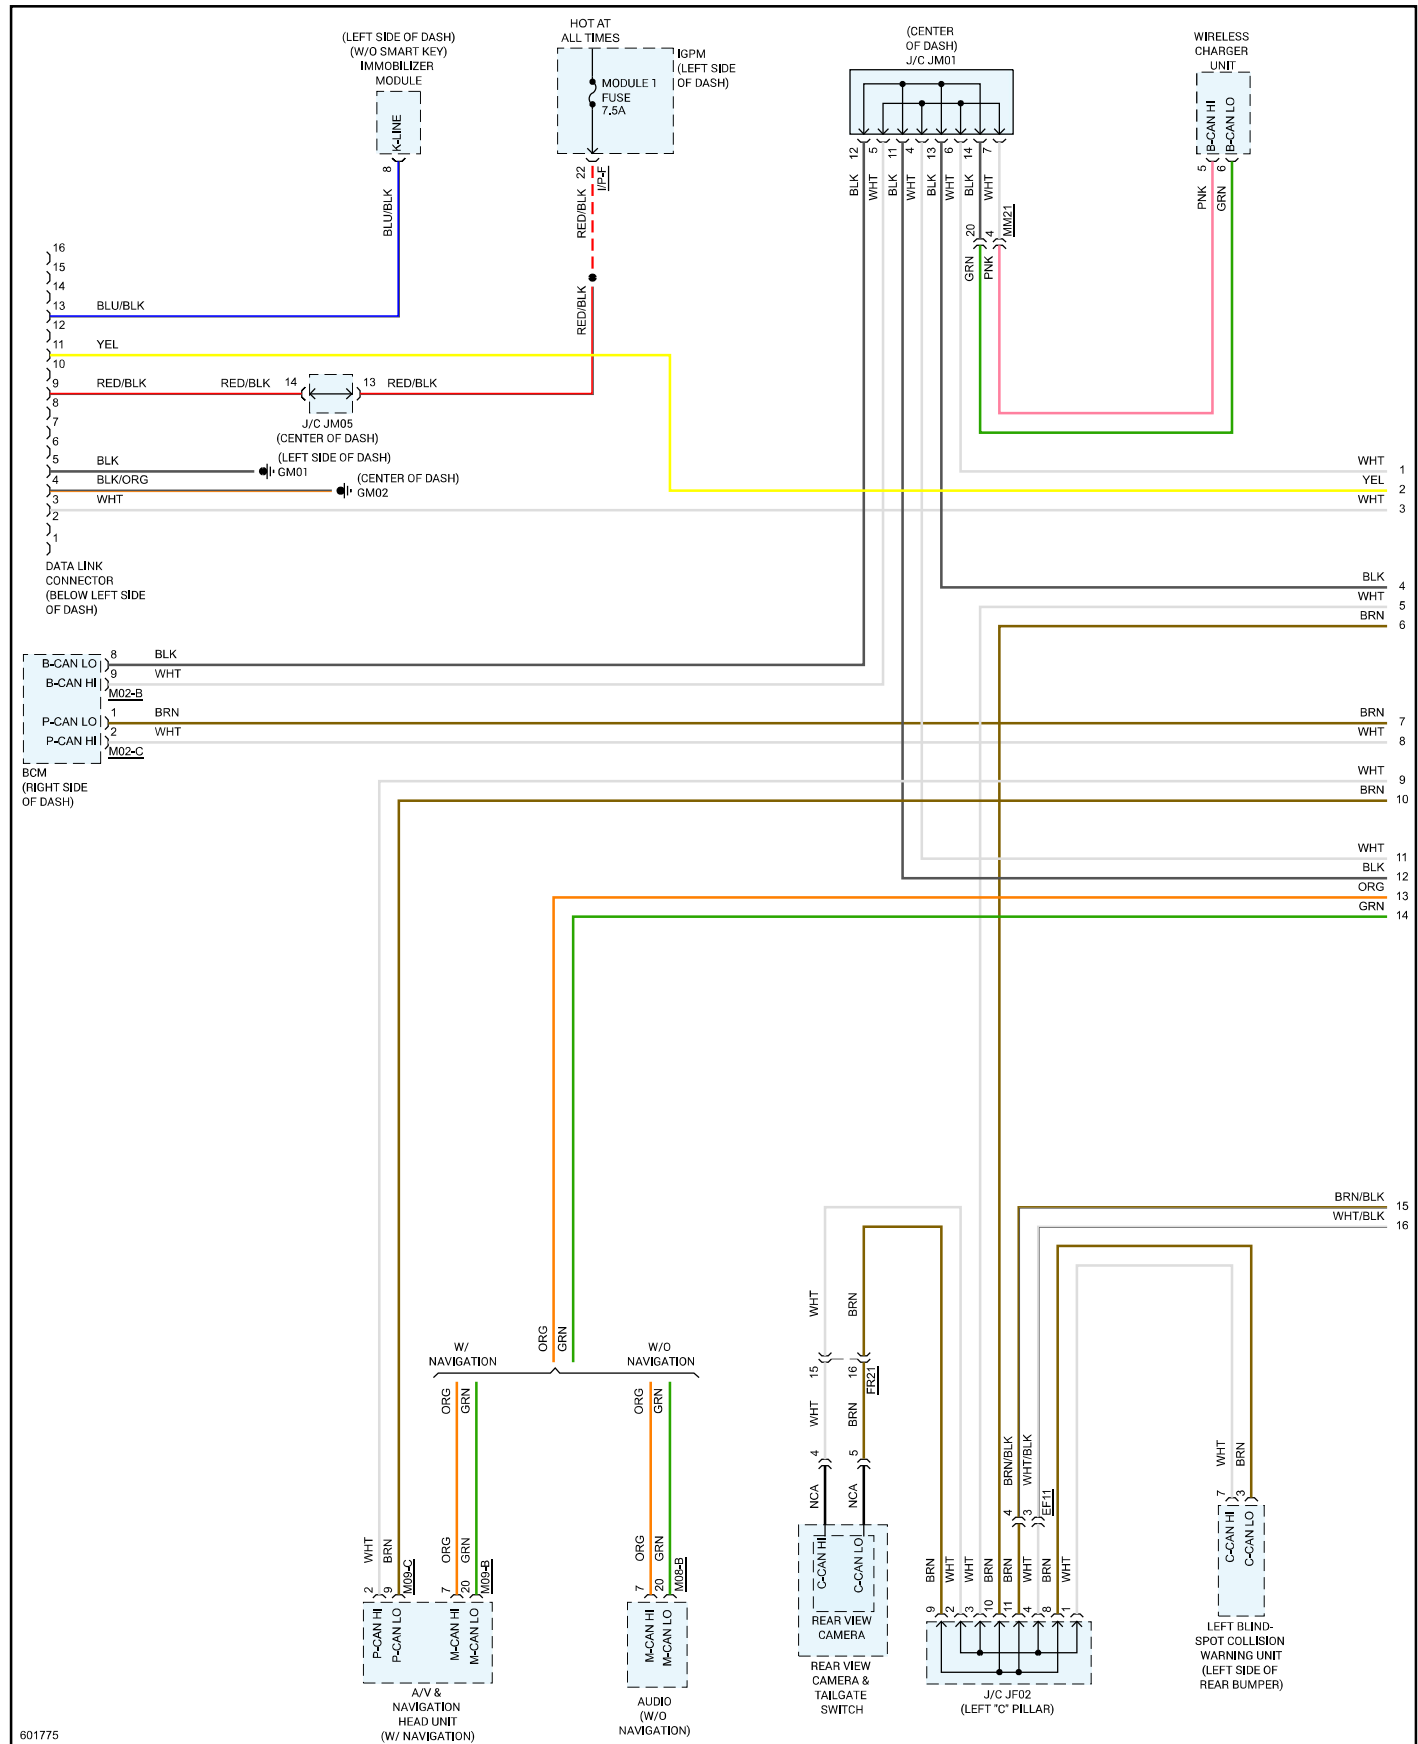 (LEFT SIDE OF DASH)
(W/O SMART KEY)
IMMOBILIZER
MODULE
K-LINE
8
BLU/BLK
HOT AT
ALL TIMES
IGPM
(LEFT SIDE
OF DASH)
MODULE 1
FUSE
7.5A
22
I/P-F
RED/BLK
RED/BLK
(CENTER
OF DASH)
J/C JM01
12
5
11
4
13
6
14
7
BLK
WHT
BLK
WHT
BLK
WHT
BLK
WHT
20
4
MM21
GRN
PNK
WIRELESS
CHARGER
UNIT
B-CAN HI
B-CAN LO
5
6
PNK
GRN
16
15
14
13
BLU/BLK
12
11
YEL
10
9
RED/BLK
RED/BLK
14
13
RED/BLK
8
J/C JM05
(CENTER OF DASH)
7
6
5
BLK
(LEFT SIDE OF DASH)
GM01
4
BLK/ORG
(CENTER OF DASH)
GM02
3
WHT
2
1
DATA LINK
CONNECTOR
(BELOW LEFT SIDE
OF DASH)
WHT 1
YEL 2
WHT 3
BLK 4
WHT 5
BRN 6
B-CAN LO
8
BLK
B-CAN HI
9
WHT
M02-B
P-CAN LO
1
BRN
P-CAN HI
2
WHT
M02-C
BCM
(RIGHT SIDE
OF DASH)
BRN 7
WHT 8
WHT 9
BRN 10
WHT 11
BLK 12
ORG 13
GRN 14
BRN/BLK 15
WHT/BLK 16
ORG
GRN
W/
NAVIGATION
W/O
NAVIGATION
ORG
GRN
ORG
GRN
WHT
BRN
ORG
GRN
ORG
GRN
2
9
M09-C
7
20
M09-B
7
20
M08-B
P-CAN HI
P-CAN LO
M-CAN HI
M-CAN LO
M-CAN HI
M-CAN LO
A/V &
NAVIGATION
HEAD UNIT
(W/ NAVIGATION)
AUDIO
(W/O
NAVIGATION)
WHT
BRN
15
16
FR21
WHT
BRN
4
5
NCA
NCA
C-CAN HI
C-CAN LO
REAR VIEW
CAMERA
REAR VIEW
CAMERA &
TAILGATE
SWITCH
BRN/BLK
WHT/BLK
4
3
EF11
BRN
WHT
WHT
BRN
BRN
WHT
BRN
WHT
9
2
3
10
11
4
8
1
J/C JF02
(LEFT "C" PILLAR)
WHT
BRN
7
3
C-CAN HI
C-CAN LO
LEFT BLIND-
SPOT COLLISION
WARNING UNIT
(LEFT SIDE OF
REAR BUMPER)
601775